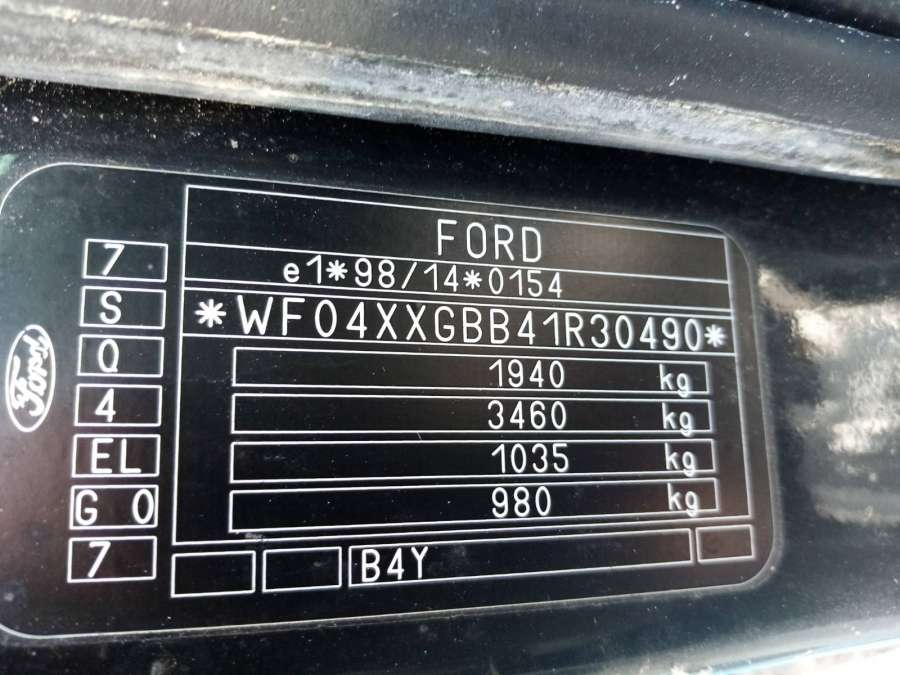 FORD
e1*98/14*0154
*WF04XXGBB41R30490*
1940 kg
3460 kg
1035 kg
980 kg
B4Y
7
S
Q
4
EL
G 0
7
Ford